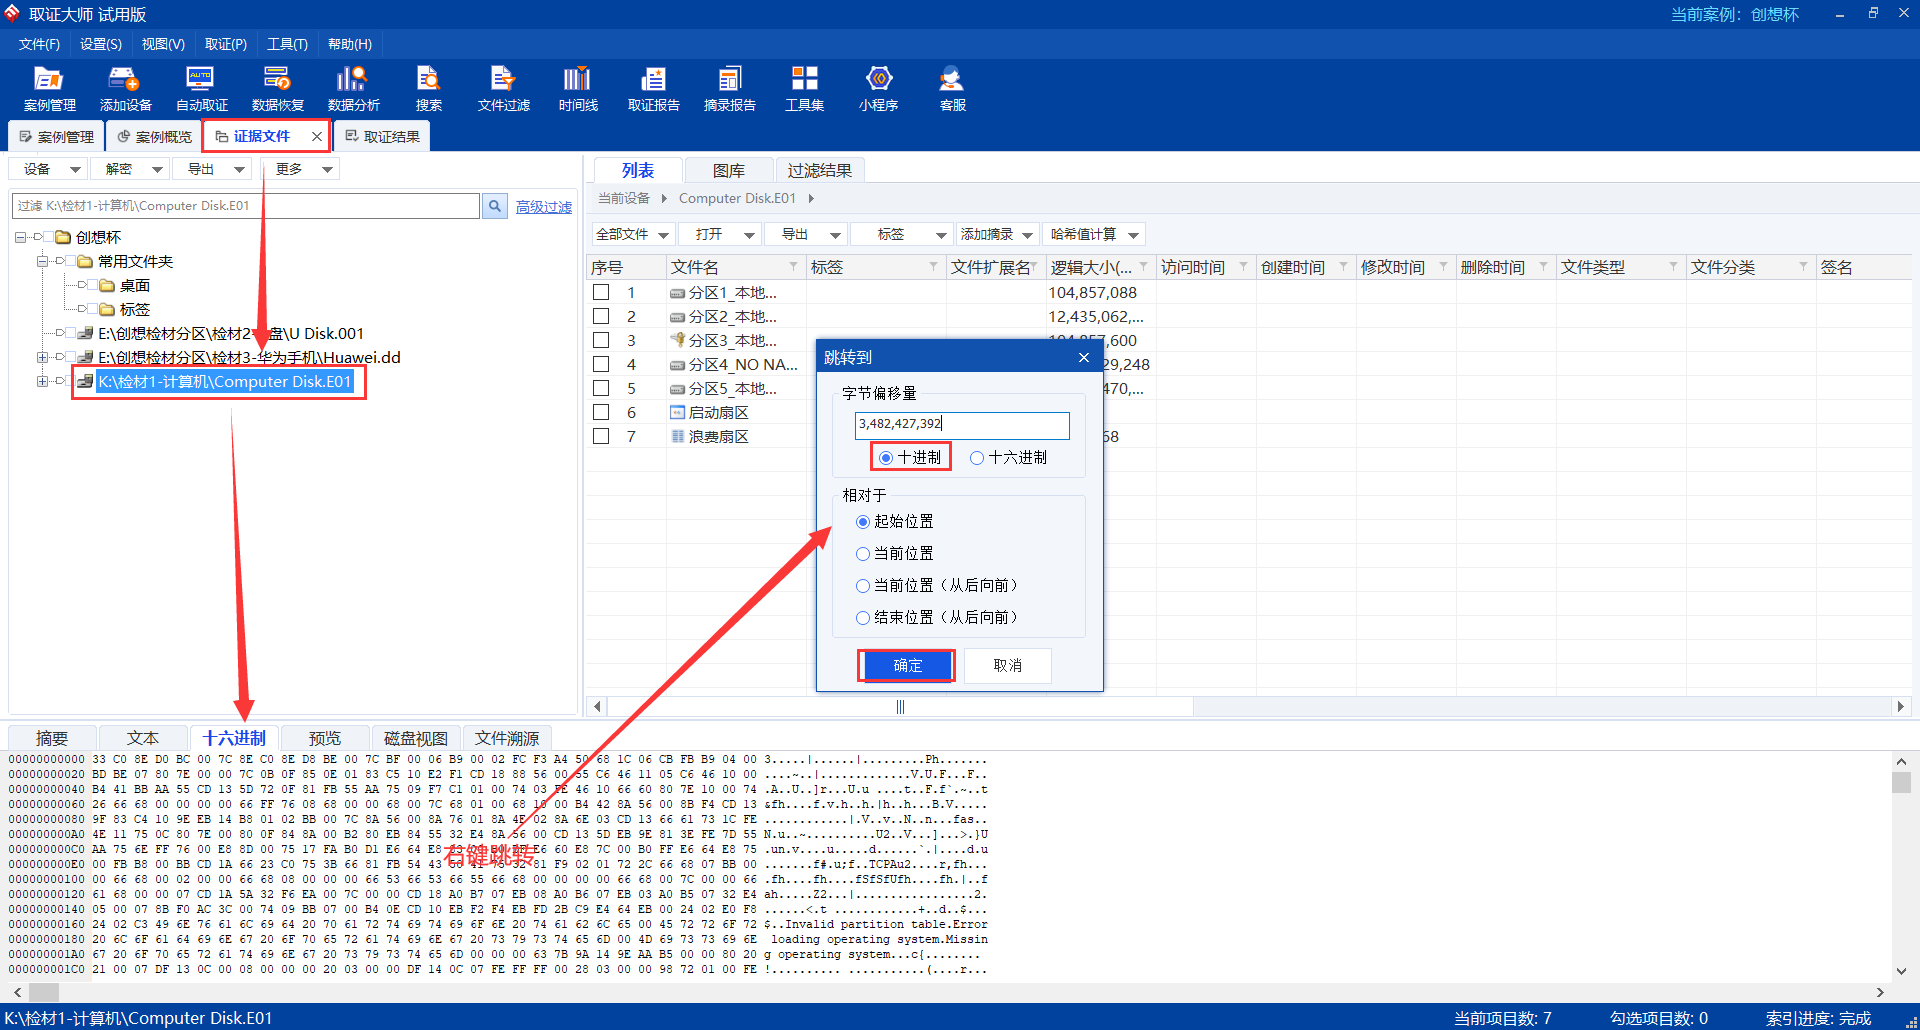 取证大师 试用版
当前案例: 创想杯
文件(F) 设置(S) 视图(V) 取证(P) 工具(T) 帮助(H)
AUTO
案例管理 添加设备 自动取证 数据恢复 数据分析 搜索 文件过滤 时间线 取证报告 摘录报告 工具集 小程序 客服
案例管理 案例概览 证据文件 取证结果
设备 解密 导出 更多
过滤 K:\检材1-计算机\Computer Disk.E01 高级过滤
创想杯
常用文件夹
桌面
标签
E:\创想检材分区\检材2 盘\U Disk.001
E:\创想检材分区\检材3-华为手机\Huawei.dd
K:\检材1-计算机\Computer Disk.E01
列表 图库 过滤结果
当前设备 Computer Disk.E01
全部文件 打开 导出 标签 添加摘录 哈希值计算
序号 文件名 标签 文件扩展名 逻辑大小(... 访问时间 创建时间 修改时间 删除时间 文件类型 文件分类 签名
1 分区1_本地... 104,857,088
2 分区2_本地... 12,435,062,...
3 分区3_本地... 104,857,600
4 分区4_NO NA... 29,248
5 分区5_本地... 470,...
6 启动扇区
7 浪费扇区 68
跳转到
字节偏移量
3,482,427,392
十进制 十六进制
相对于
起始位置
当前位置
当前位置（从后向前）
结束位置（从后向前）
确定 取消
摘要 文本 十六进制 预览 磁盘视图 文件溯源
00000000000 33 C0 8E D0 BC 00 7C 8E C0 8E D8 BE 00 7C BF 00 06 B9 00 02 FC F3 A4 50 68 1C 06 CB FB B9 04 00 3.....|......|.........Ph.......
00000000020 BD BE 07 80 7E 00 00 7C 0B 0F 85 0E 01 83 C5 10 E2 F1 CD 18 88 56 00 55 C6 46 11 05 C6 46 10 00 ....~..|.............V.U.F...F..
00000000040 B4 41 BB AA 55 CD 13 5D 72 0F 81 FB 55 AA 75 09 F7 C1 01 00 74 03 FE 46 10 66 60 80 7E 10 00 74 .A..U..]r...U.u.....t..F.f`.~..t
00000000060 26 66 68 00 00 00 00 66 FF 76 08 68 00 00 68 00 7C 68 01 00 68 10 00 B4 42 8A 56 00 8B F4 CD 13 &fh....f.v.h..h.|h..h...B.V.....
00000000080 9F 83 C4 10 9E EB 14 B8 01 02 BB 00 7C 8A 56 00 8A 76 01 8A 4E 02 8A 6E 03 CD 13 66 61 73 1C FE ............|.V..v..N..n...fas..
000000000A0 4E 11 75 0C 80 7E 00 80 0F 84 8A 00 B2 80 EB 84 55 32 E4 8A 56 00 CD 13 5D EB 9E 81 3E FE 7D 55 N.u..~..........U2..V...]...>.}U
000000000C0 AA 75 6E FF 76 00 E8 8D 00 75 17 FA B0 D1 E6 64 E8 60 E8 7C 00 B0 FF E6 64 E8 75 .un.v....u.....d......`.|....d.u
000000000E0 00 FB B8 00 BB CD 1A 66 23 C0 75 3B 66 81 FB 54 43 81 F9 02 01 72 2C 66 68 07 BB 00 .......f#.u;f..TCPAu2....r,fh...
00000000100 00 66 68 00 02 00 00 66 68 08 00 00 00 66 53 66 53 66 55 66 68 00 00 00 00 66 68 00 7C 00 00 66 .fh....fh....fSfSfUfh....fh.|..f
00000000120 61 68 00 00 07 CD 1A 5A 32 F6 EA 00 7C 00 00 CD 18 A0 B7 07 EB 08 A0 B6 07 EB 03 A0 B5 07 32 E4 ah.....Z2...|.................2.
00000000140 05 00 07 8B F0 AC 3C 00 74 09 BB 07 00 B4 0E CD 10 EB F2 F4 EB FD 2B C9 E4 64 EB 00 24 02 E0 F8 ......<.t.............+..d..$...
00000000160 24 02 C3 49 6E 76 61 6C 69 64 20 70 61 72 74 69 74 69 6F 6E 20 74 61 62 6C 65 00 45 72 72 6F 72 $..Invalid partition table.Error
00000000180 20 6C 6F 61 64 69 6E 67 20 6F 70 65 72 61 74 69 6E 67 20 73 79 73 74 65 6D 00 4D 69 73 73 69 6E loading operating system.Missin
000000001A0 67 20 6F 70 65 72 61 74 69 6E 67 20 73 79 73 74 65 6D 00 00 00 63 7B 9A 14 9E AA B5 00 00 80 20 g operating system...c{........
000000001C0 21 00 07 DF 13 0C 00 08 00 00 00 20 03 00 00 DF 14 0C 07 FE FF FF 00 28 03 00 00 98 72 01 00 FE !.......... ...........(....r...
右键跳转
K:\检材1-计算机\Computer Disk.E01 当前项目数: 7 勾选项目数: 0 索引进度: 完成